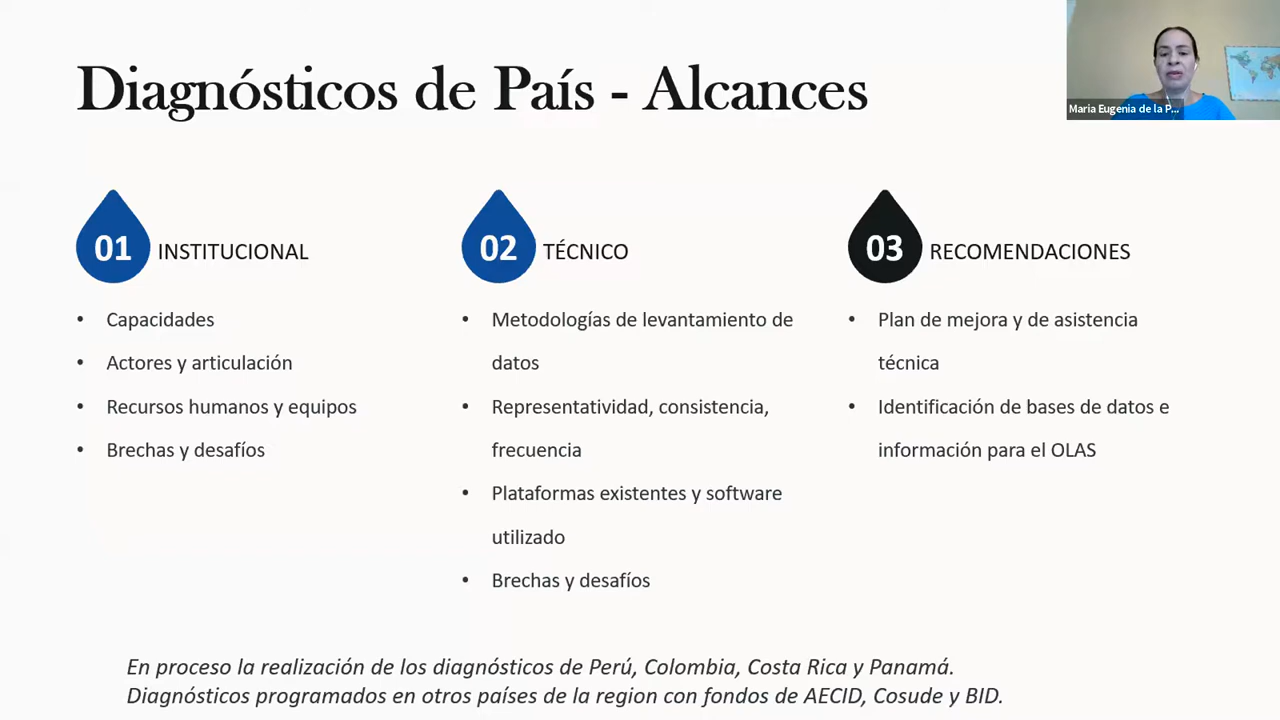 Diagnósticos de País - Alcances
Maria Eugenia de la P...
01 INSTITUCIONAL
• Capacidades
• Actores y articulación
• Recursos humanos y equipos
• Brechas y desafíos
02 TÉCNICO
• Metodologías de levantamiento de
datos
• Representatividad, consistencia,
frecuencia
• Plataformas existentes y software
utilizado
• Brechas y desafíos
03 RECOMENDACIONES
• Plan de mejora y de asistencia
técnica
• Identificación de bases de datos e
información para el OLAS
En proceso la realización de los diagnósticos de Perú, Colombia, Costa Rica y Panamá.
Diagnósticos programados en otros países de la region con fondos de AECID, Cosude y BID.